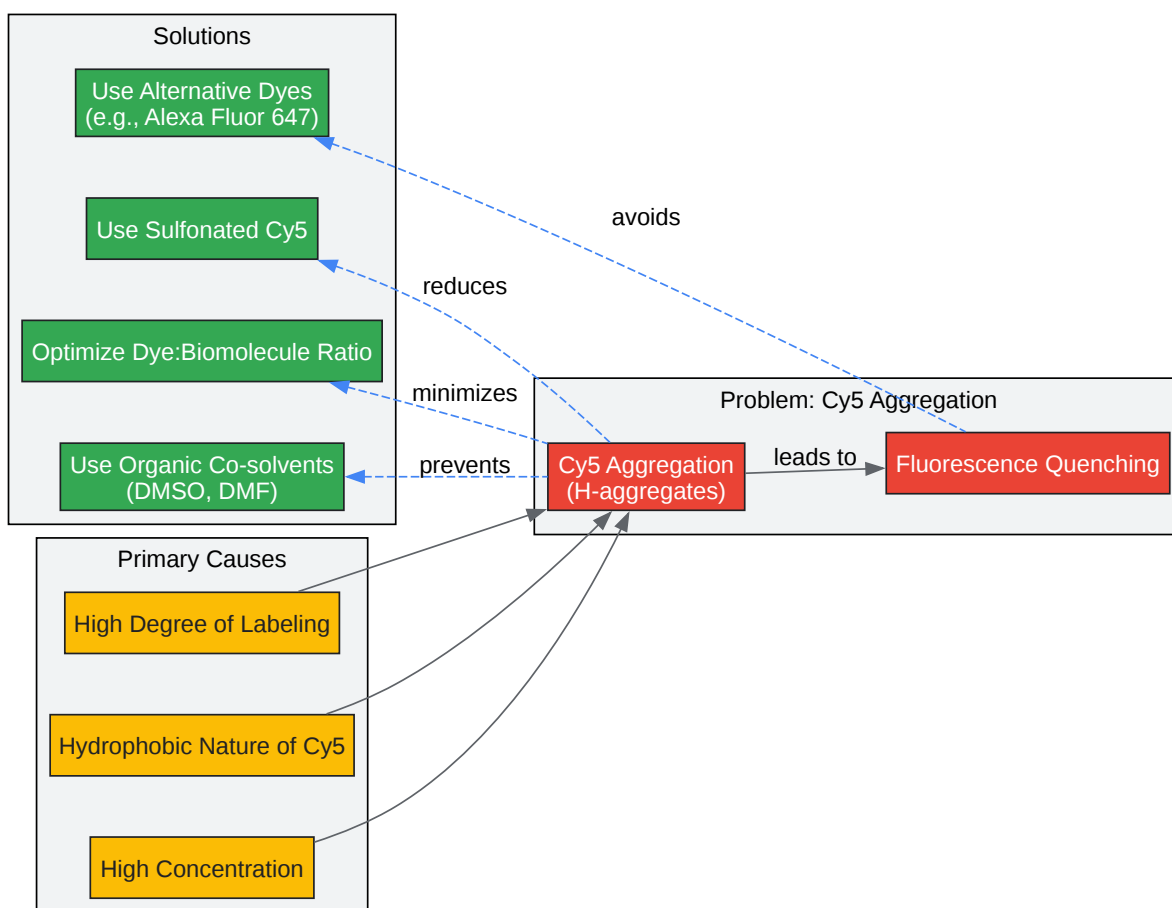 Solutions
Use Alternative Dyes
(e.g., Alexa Fluor 647)
avoids
Use Sulfonated Cy5
reduces
Optimize Dye:Biomolecule Ratio
minimizes
Problem: Cy5 Aggregation
Use Organic Co-solvents
(DMSO, DMF)
prevents
Cy5 Aggregation
(H-aggregates)
leads to
Fluorescence Quenching
Primary Causes
High Degree of Labeling
Hydrophobic Nature of Cy5
High Concentration